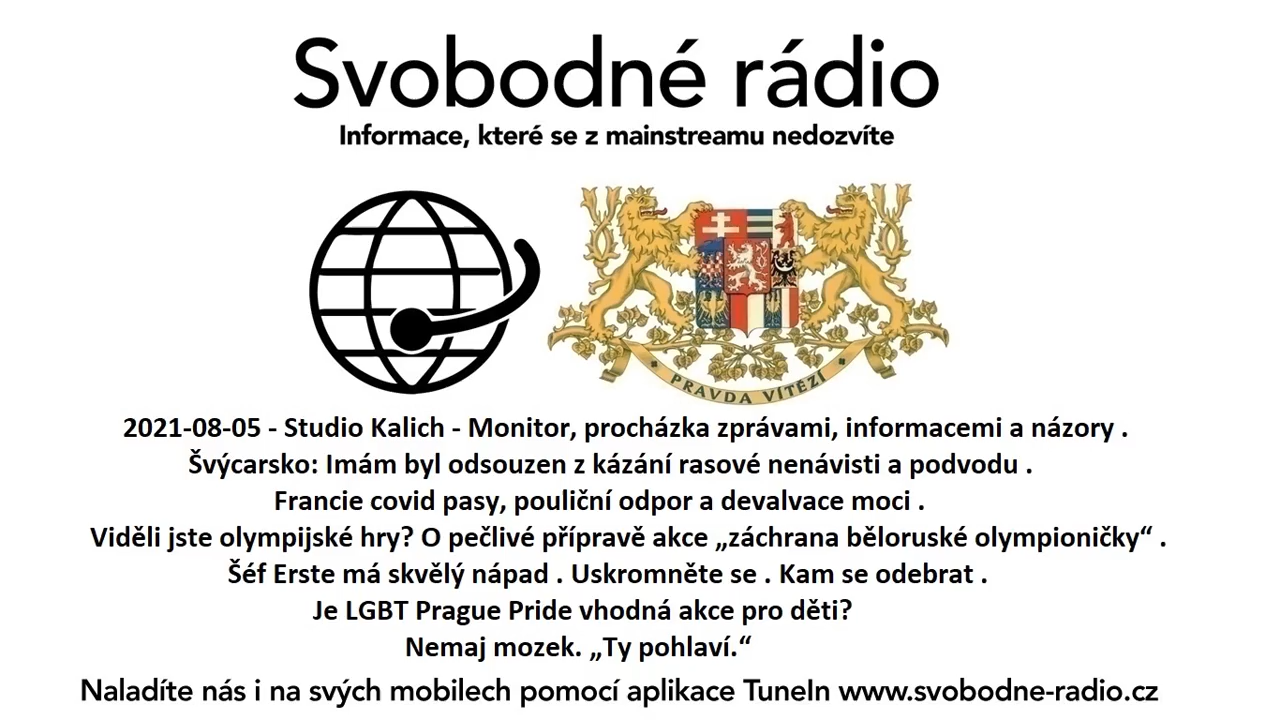 Svobodné rádio
Informace, které se z mainstreamu nedozvíte
PRAVDA VÍTĚZÍ
2021-08-05 - Studio Kalich - Monitor, procházka zprávami, informacemi a názory .
Švýcarsko: Imám byl odsouzen z kázání rasové nenávisti a podvodu .
Francie covid pasy, pouliční odpor a devalvace moci .
Viděli jste olympijské hry? O pečlivé přípravě akce „záchrana běloruské olympioničky“ .
Šéf Erste má skvělý nápad . Uskromněte se . Kam se odebrat .
Je LGBT Prague Pride vhodná akce pro děti?
Nemaj mozek. „Ty pohlaví.“
Naladíte nás i na svých mobilech pomocí aplikace TuneIn www.svobodne-radio.cz